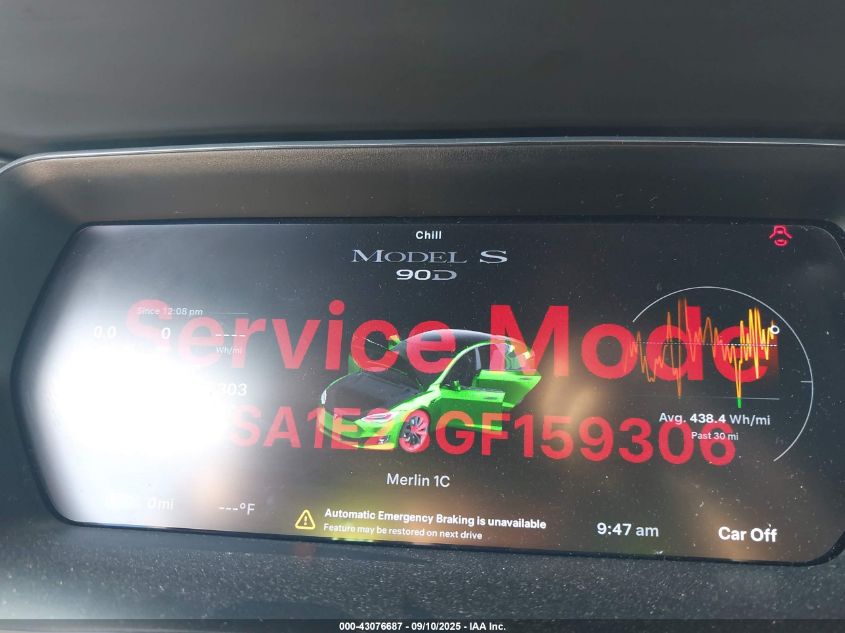 Chill
MODEL S
90D
Since 12:08 pm
0.0 0 ----
Wh/mi
Service Mode
303
Avg. 438.4 Wh/mi
Past 30 mi
GF159306
Merlin 1C
0mi ---°F
Automatic Emergency Braking is unavailable
Feature may be restored on next drive
9:47 am
Car Off
000-43076687 - 09/10/2025 - IAA Inc.